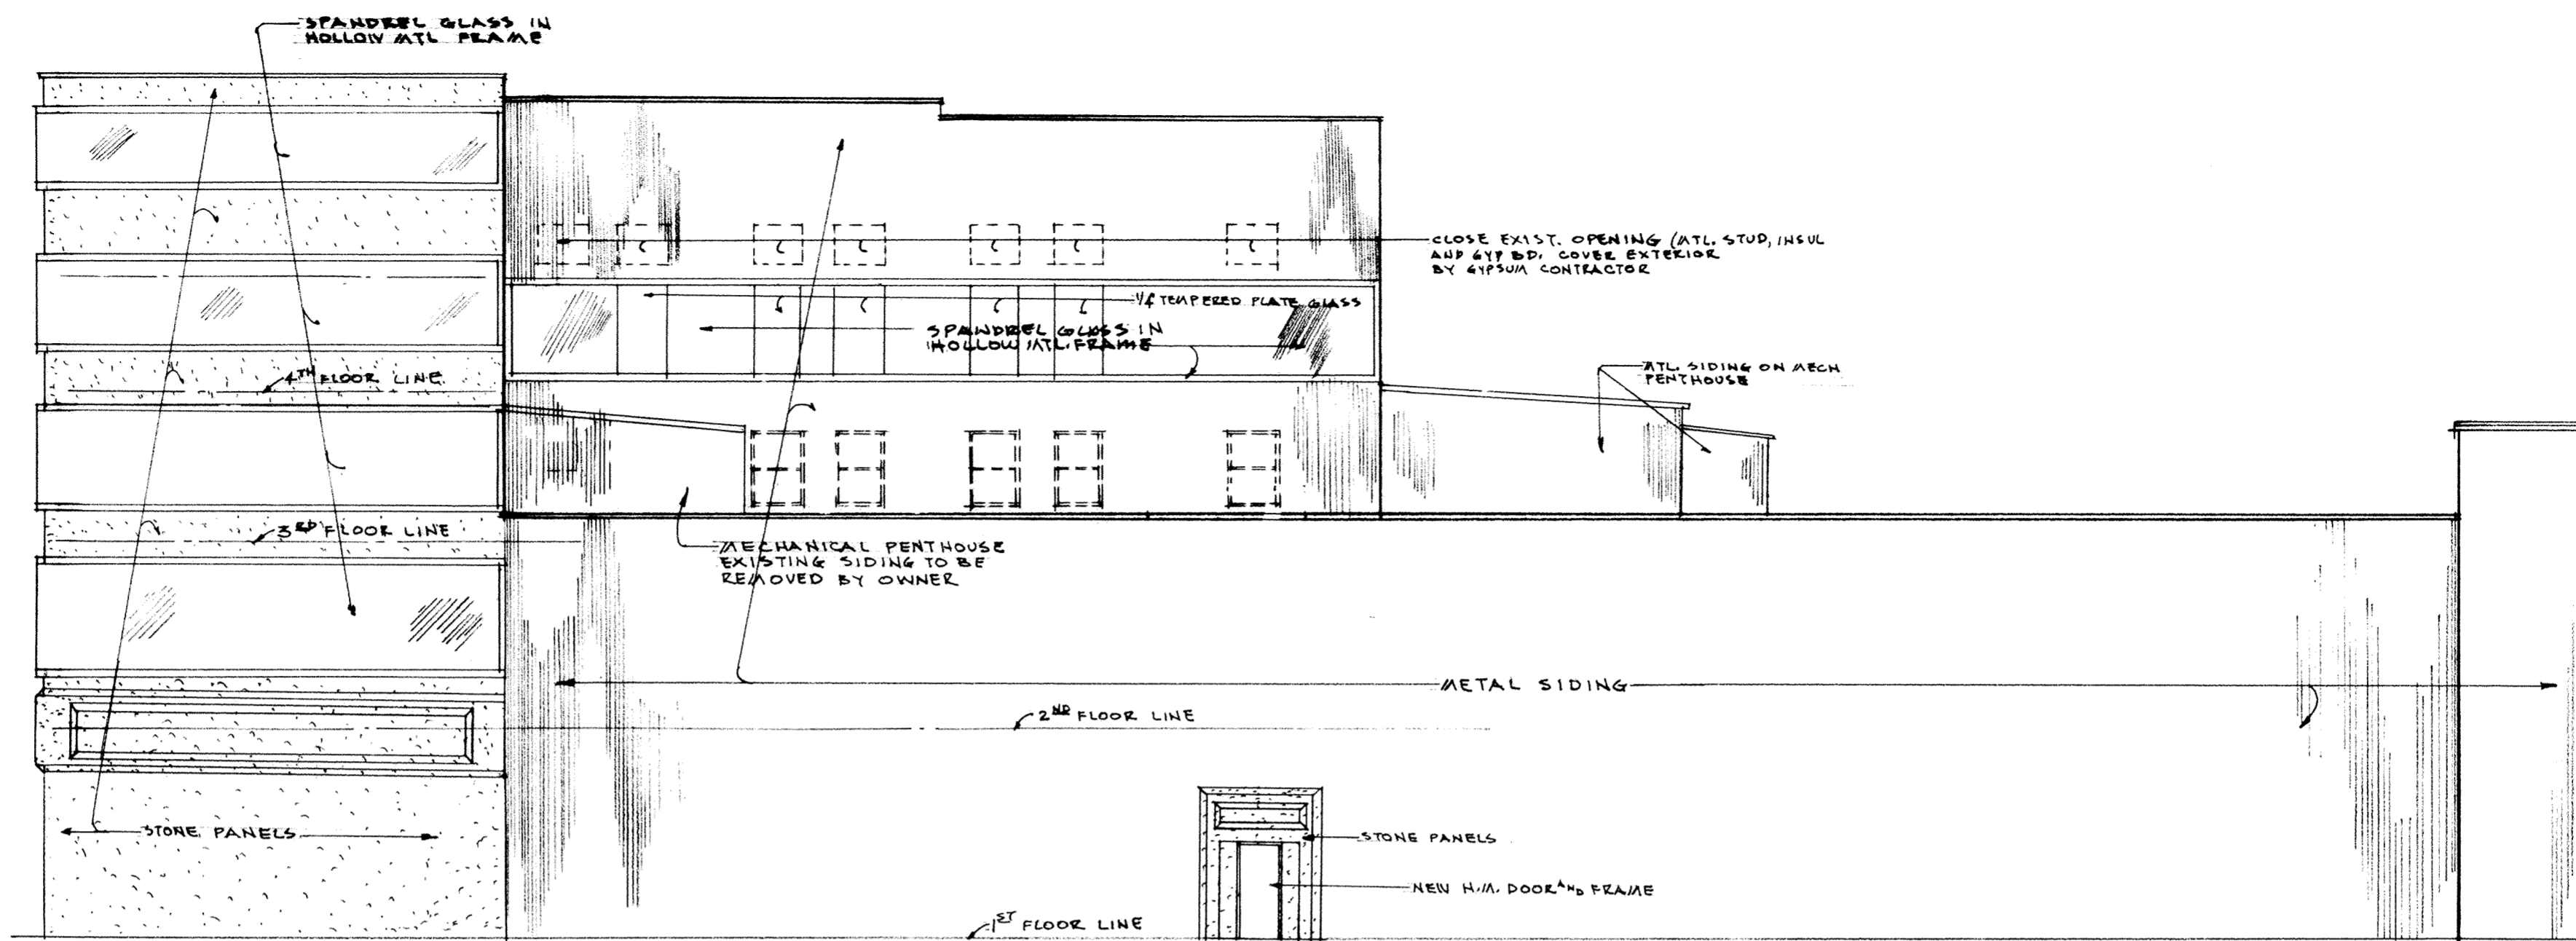 SPANDREL GLASS IN
HOLLOW MTL FRAME
CLOSE EXIST. OPENING (MTL. STUD, INSUL
AND GYP BD. COVER EXTERIOR
BY GYPSUM CONTRACTOR
1/4 TEMPERED PLATE GLASS
SPANDREL GLASS IN
HOLLOW MTL. FRAME
MTL. SIDING ON MECH
PENTHOUSE
4TH FLOOR LINE
3RD FLOOR LINE
MECHANICAL PENTHOUSE
EXISTING SIDING TO BE
REMOVED BY OWNER
METAL SIDING
2ND FLOOR LINE
STONE PANELS
STONE PANELS
NEW H.M. DOOR AND FRAME
1ST FLOOR LINE